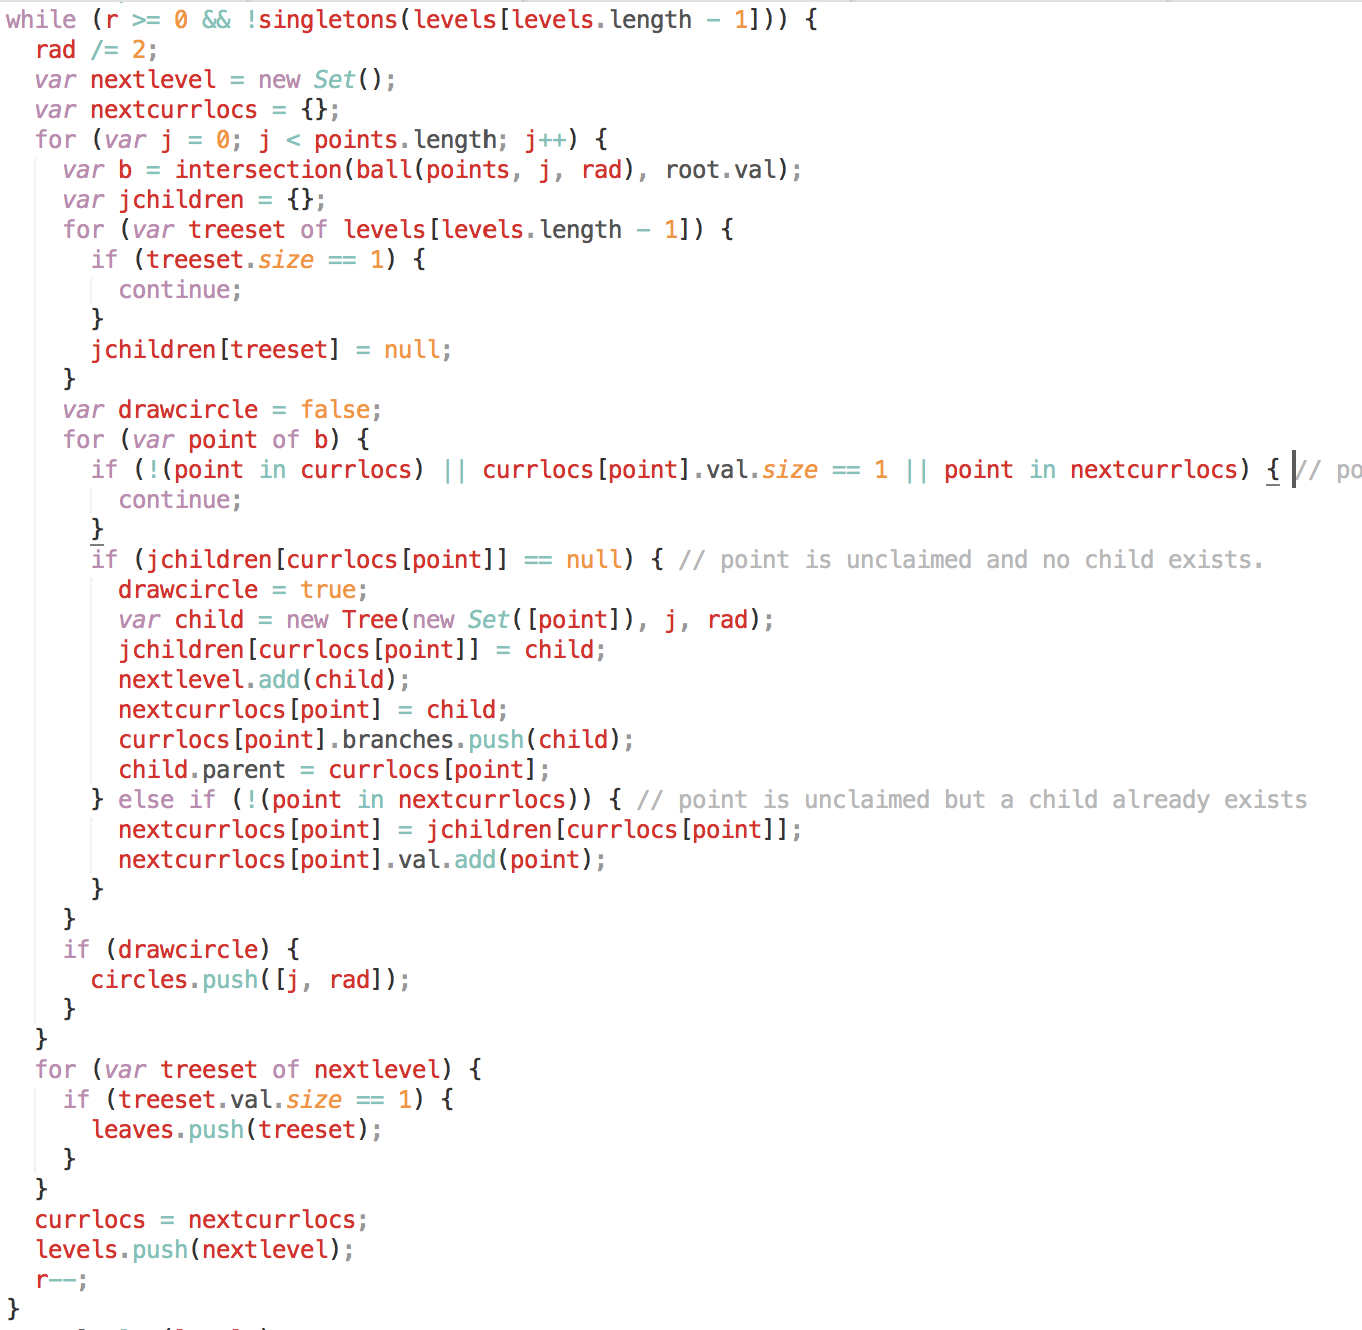 while (r >= 0 && !singletons(levels[levels.length - 1])) {
  rad /= 2;
  var nextlevel = new Set();
  var nextcurrlocs = {};
  for (var j = 0; j < points.length; j++) {
    var b = intersection(ball(points, j, rad), root.val);
    var jchildren = {};
    for (var treeset of levels[levels.length - 1]) {
      if (treeset.size == 1) {
        continue;
      }
      jchildren[treeset] = null;
    }
    var drawcircle = false;
    for (var point of b) {
      if (!(point in currlocs) || currlocs[point].val.size == 1 || point in nextcurrlocs) { // po
        continue;
      }
      if (jchildren[currlocs[point]] == null) { // point is unclaimed and no child exists.
        drawcircle = true;
        var child = new Tree(new Set([point]), j, rad);
        jchildren[currlocs[point]] = child;
        nextlevel.add(child);
        nextcurrlocs[point] = child;
        currlocs[point].branches.push(child);
        child.parent = currlocs[point];
      } else if (!(point in nextcurrlocs)) { // point is unclaimed but a child already exists
        nextcurrlocs[point] = jchildren[currlocs[point]];
        nextcurrlocs[point].val.add(point);
      }
    }
    if (drawcircle) {
      circles.push([j, rad]);
    }
  }
  for (var treeset of nextlevel) {
    if (treeset.val.size == 1) {
      leaves.push(treeset);
    }
  }
  currlocs = nextcurrlocs;
  levels.push(nextlevel);
  r--;
}